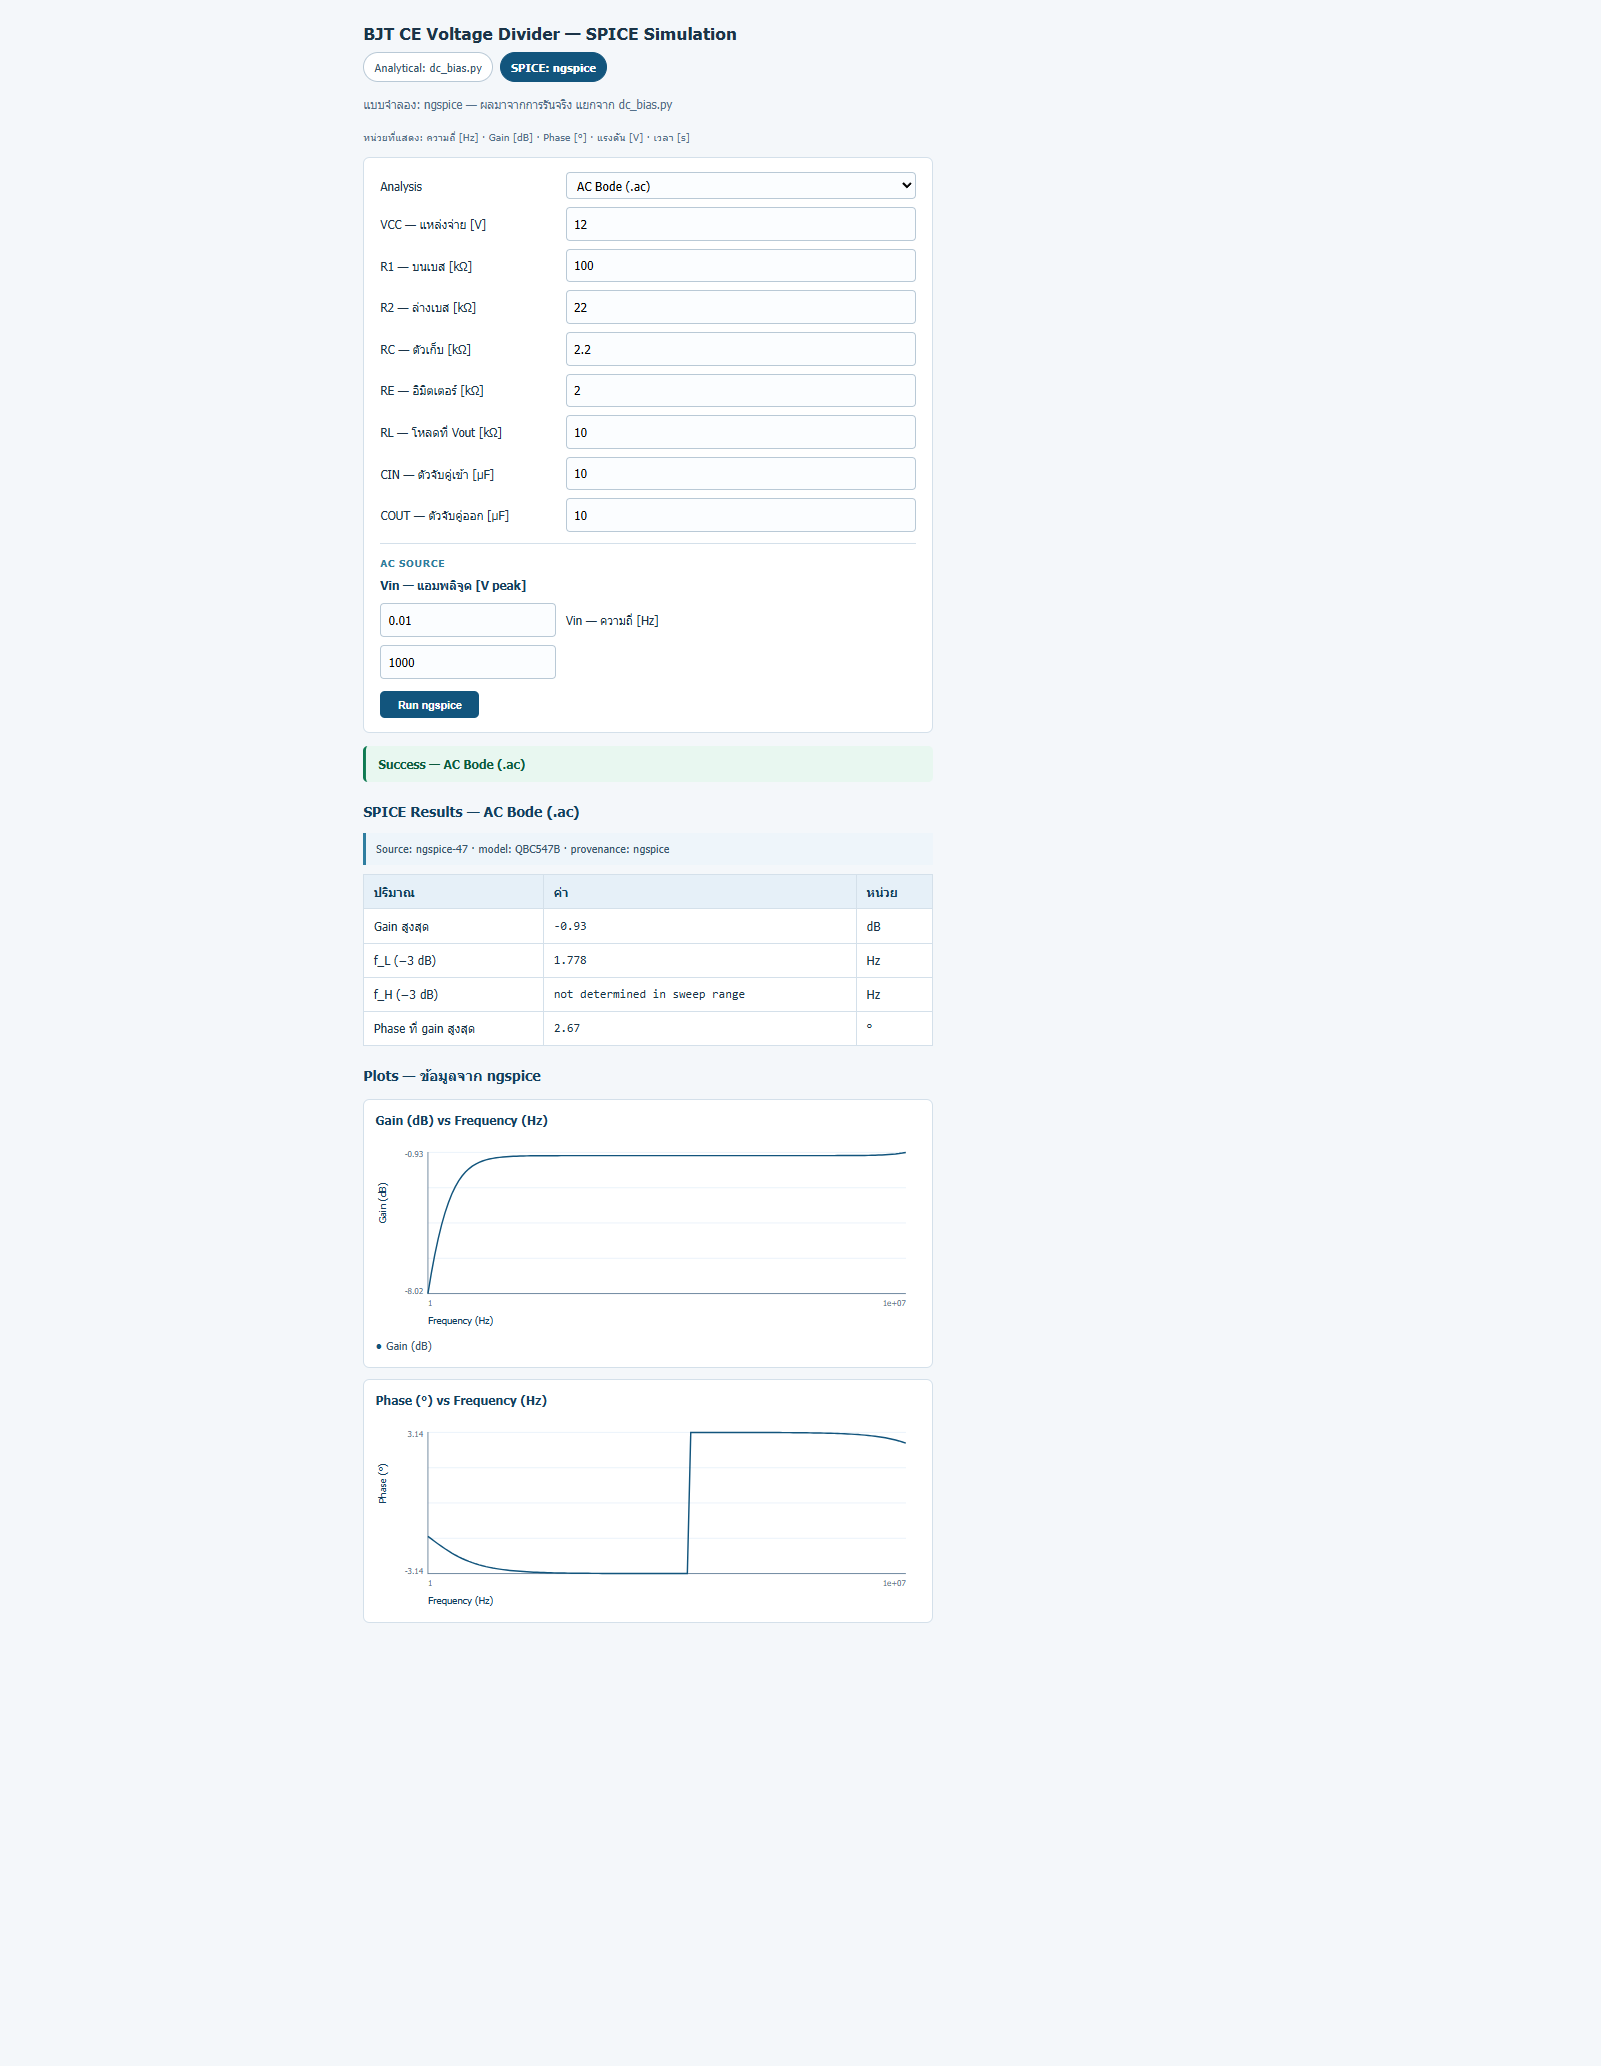 BJT CE Voltage Divider — SPICE Simulation
Analytical: dc_bias.py
SPICE: ngspice
แบบจำลอง: ngspice — ผลมาจากการรันจริง แยกจาก dc_bias.py
หน่วยที่แสดง: ความถี่ [Hz] · Gain [dB] · Phase [°] · แรงดัน [V] · เวลา [s]
Analysis
AC Bode (.ac)
VCC — แหล่งจ่าย [V]
12
R1 — บนเบส [kΩ]
100
R2 — ล่างเบส [kΩ]
22
RC — ตัวเก็บ [kΩ]
2.2
RE — อิมิตเตอร์ [kΩ]
2
RL — โหลดที่ Vout [kΩ]
10
CIN — ตัวจับคู่เข้า [µF]
10
COUT — ตัวจับคู่ออก [µF]
10
AC SOURCE
Vin — แอมพลิจูด [V peak]
0.01
Vin — ความถี่ [Hz]
1000
Run ngspice
Success — AC Bode (.ac)
SPICE Results — AC Bode (.ac)
Source: ngspice-47 · model: QBC547B · provenance: ngspice
ปริมาณ ค่า หน่วย
Gain สูงสุด -0.93 dB
f_L (−3 dB) 1.778 Hz
f_H (−3 dB) not determined in sweep range Hz
Phase ที่ gain สูงสุด 2.67 °
Plots — ข้อมูลจาก ngspice
Gain (dB) vs Frequency (Hz)
-0.93
Gain (dB)
-8.02
1 1e+07
Frequency (Hz)
● Gain (dB)
Phase (°) vs Frequency (Hz)
3.14
Phase (°)
-3.14
1 1e+07
Frequency (Hz)